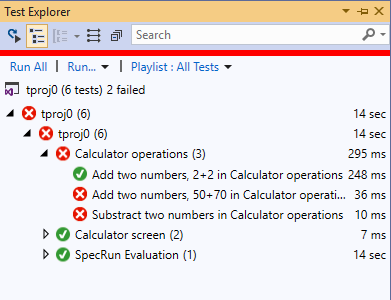 Test Explorer
Search
Run All | Run... | Playlist : All Tests
tproj0 (6 tests) 2 failed
tproj0 (6) 14 sec
tproj0 (6) 14 sec
Calculator operations (3) 295 ms
Add two numbers, 2+2 in Calculator operations 248 ms
Add two numbers, 50+70 in Calculator operati... 36 ms
Substract two numbers in Calculator operations 10 ms
Calculator screen (2) 7 ms
SpecRun Evaluation (1) 14 sec